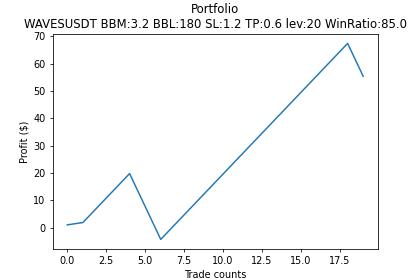 Portfolio
WAVESUSDT BBM:3.2 BBL:180 SL:1.2 TP:0.6 lev:20 WinRatio:85.0
70
60
50
40
30
20
10
0
Profit ($)
0.0 2.5 5.0 7.5 10.0 12.5 15.0 17.5
Trade counts